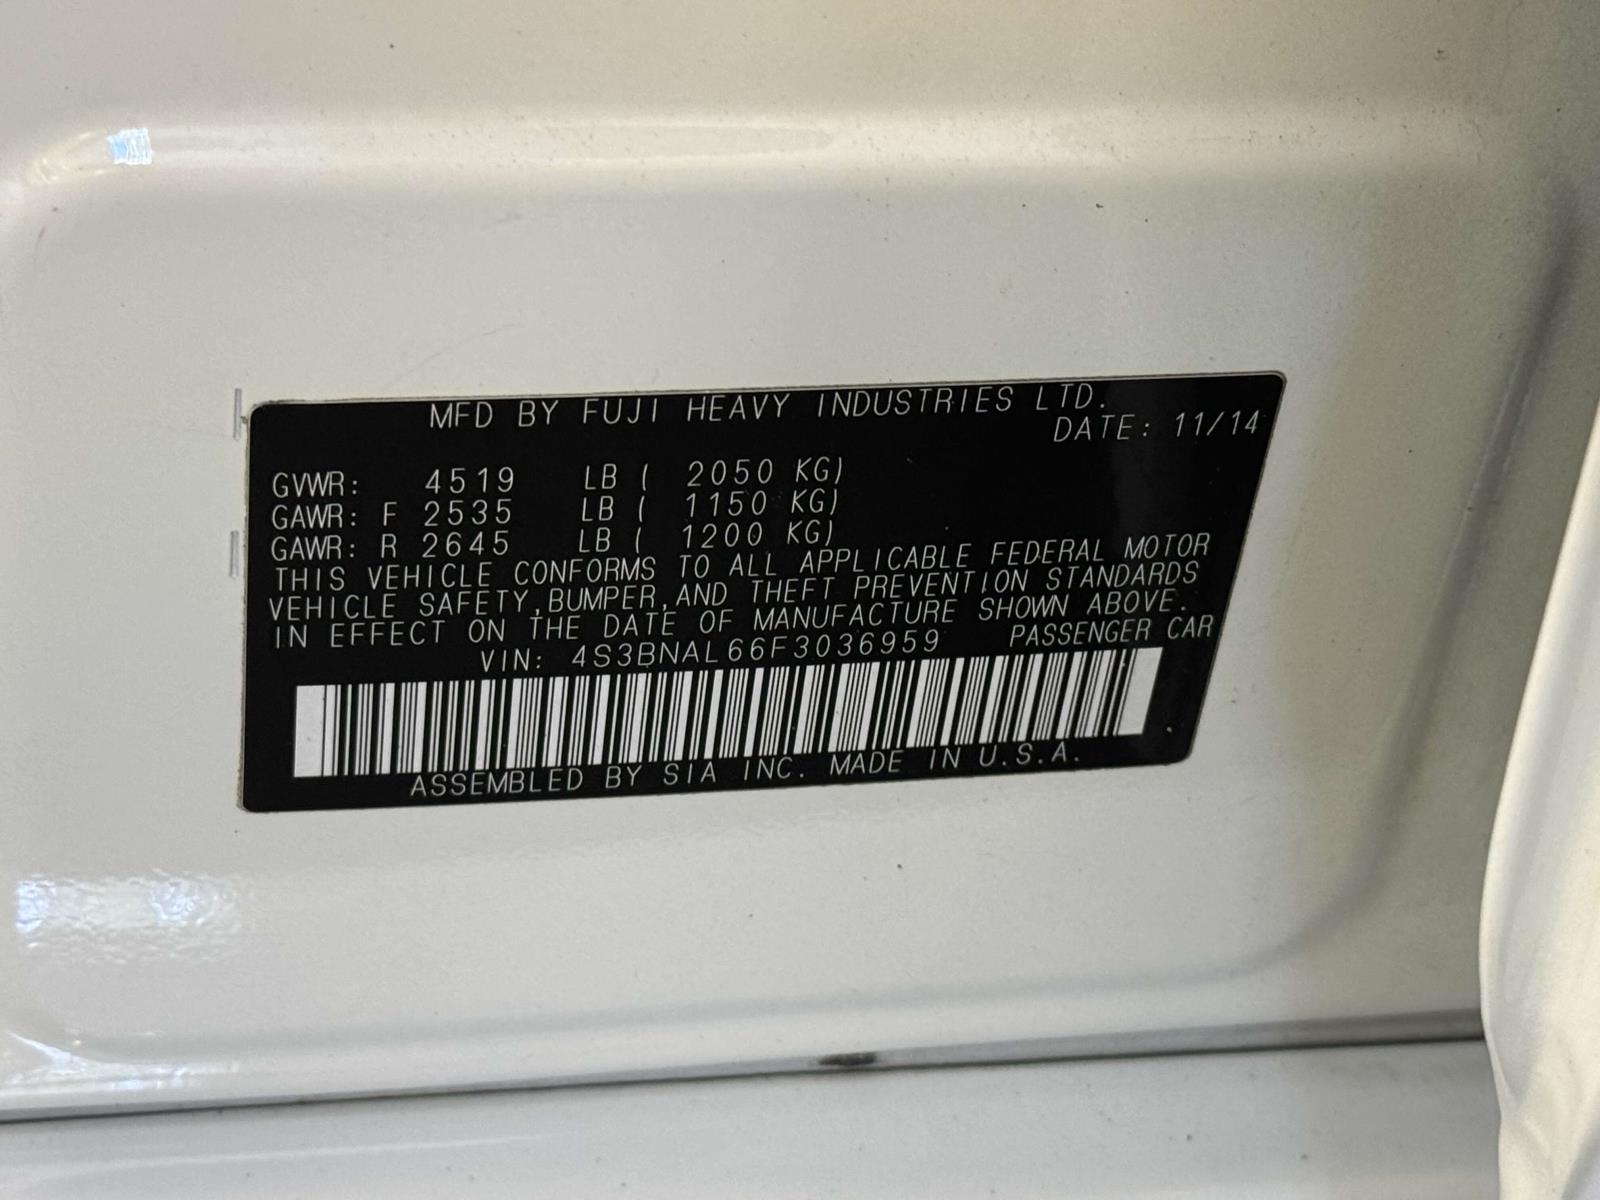 MFD BY FUJI HEAVY INDUSTRIES LTD.
DATE: 11/14
GVWR: 4519 LB ( 2050 KG)
GAWR: F 2535 LB ( 1150 KG)
GAWR: R 2645 LB ( 1200 KG)
THIS VEHICLE CONFORMS TO ALL APPLICABLE FEDERAL MOTOR
VEHICLE SAFETY,BUMPER,AND THEFT PREVENTION STANDARDS
IN EFFECT ON THE DATE OF MANUFACTURE SHOWN ABOVE.
VIN: 4S3BNAL66F3036959 PASSENGER CAR
ASSEMBLED BY SIA INC. MADE IN U.S.A.